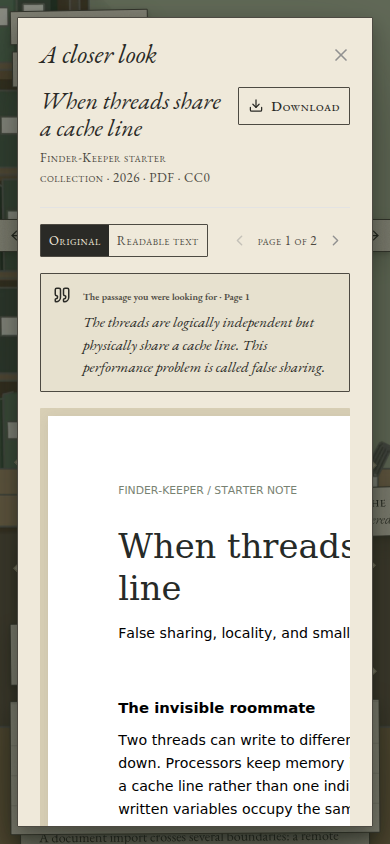 A closer look
When threads share
a cache line
Download
Finder-Keeper starter
collection · 2026 · PDF · CC0
Original
Readable text
page 1 of 2
The passage you were looking for · Page 1
The threads are logically independent but
physically share a cache line. This
performance problem is called false sharing.
FINDER-KEEPER / STARTER NOTE
When threads
line
False sharing, locality, and small
The invisible roommate
Two threads can write to differen
down. Processors keep memory
a cache line rather than one indi
written variables occupy the sam
A document import crosses several boundaries: a remote